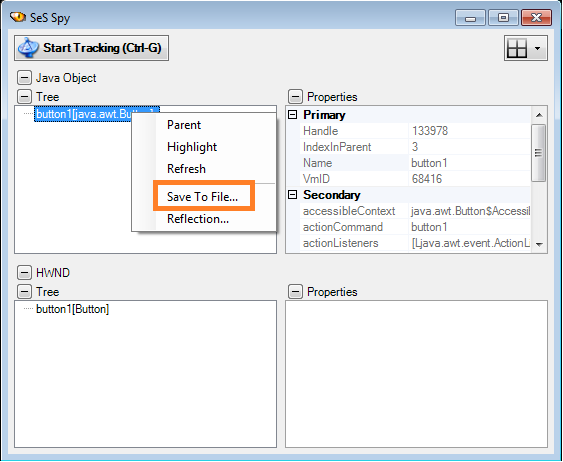 SeS Spy
Start Tracking (Ctrl-G)
Java Object
Tree
button1[java.awt.Button]
Parent
Highlight
Refresh
Save To File...
Reflection...
Properties
Primary
Handle 133978
IndexInParent 3
Name button1
VmID 68416
Secondary
accessibleContext java.awt.Button$Accessil
actionCommand button1
actionListeners [Ljava.awt.event.ActionL
HWND
Tree
button1[Button]
Properties